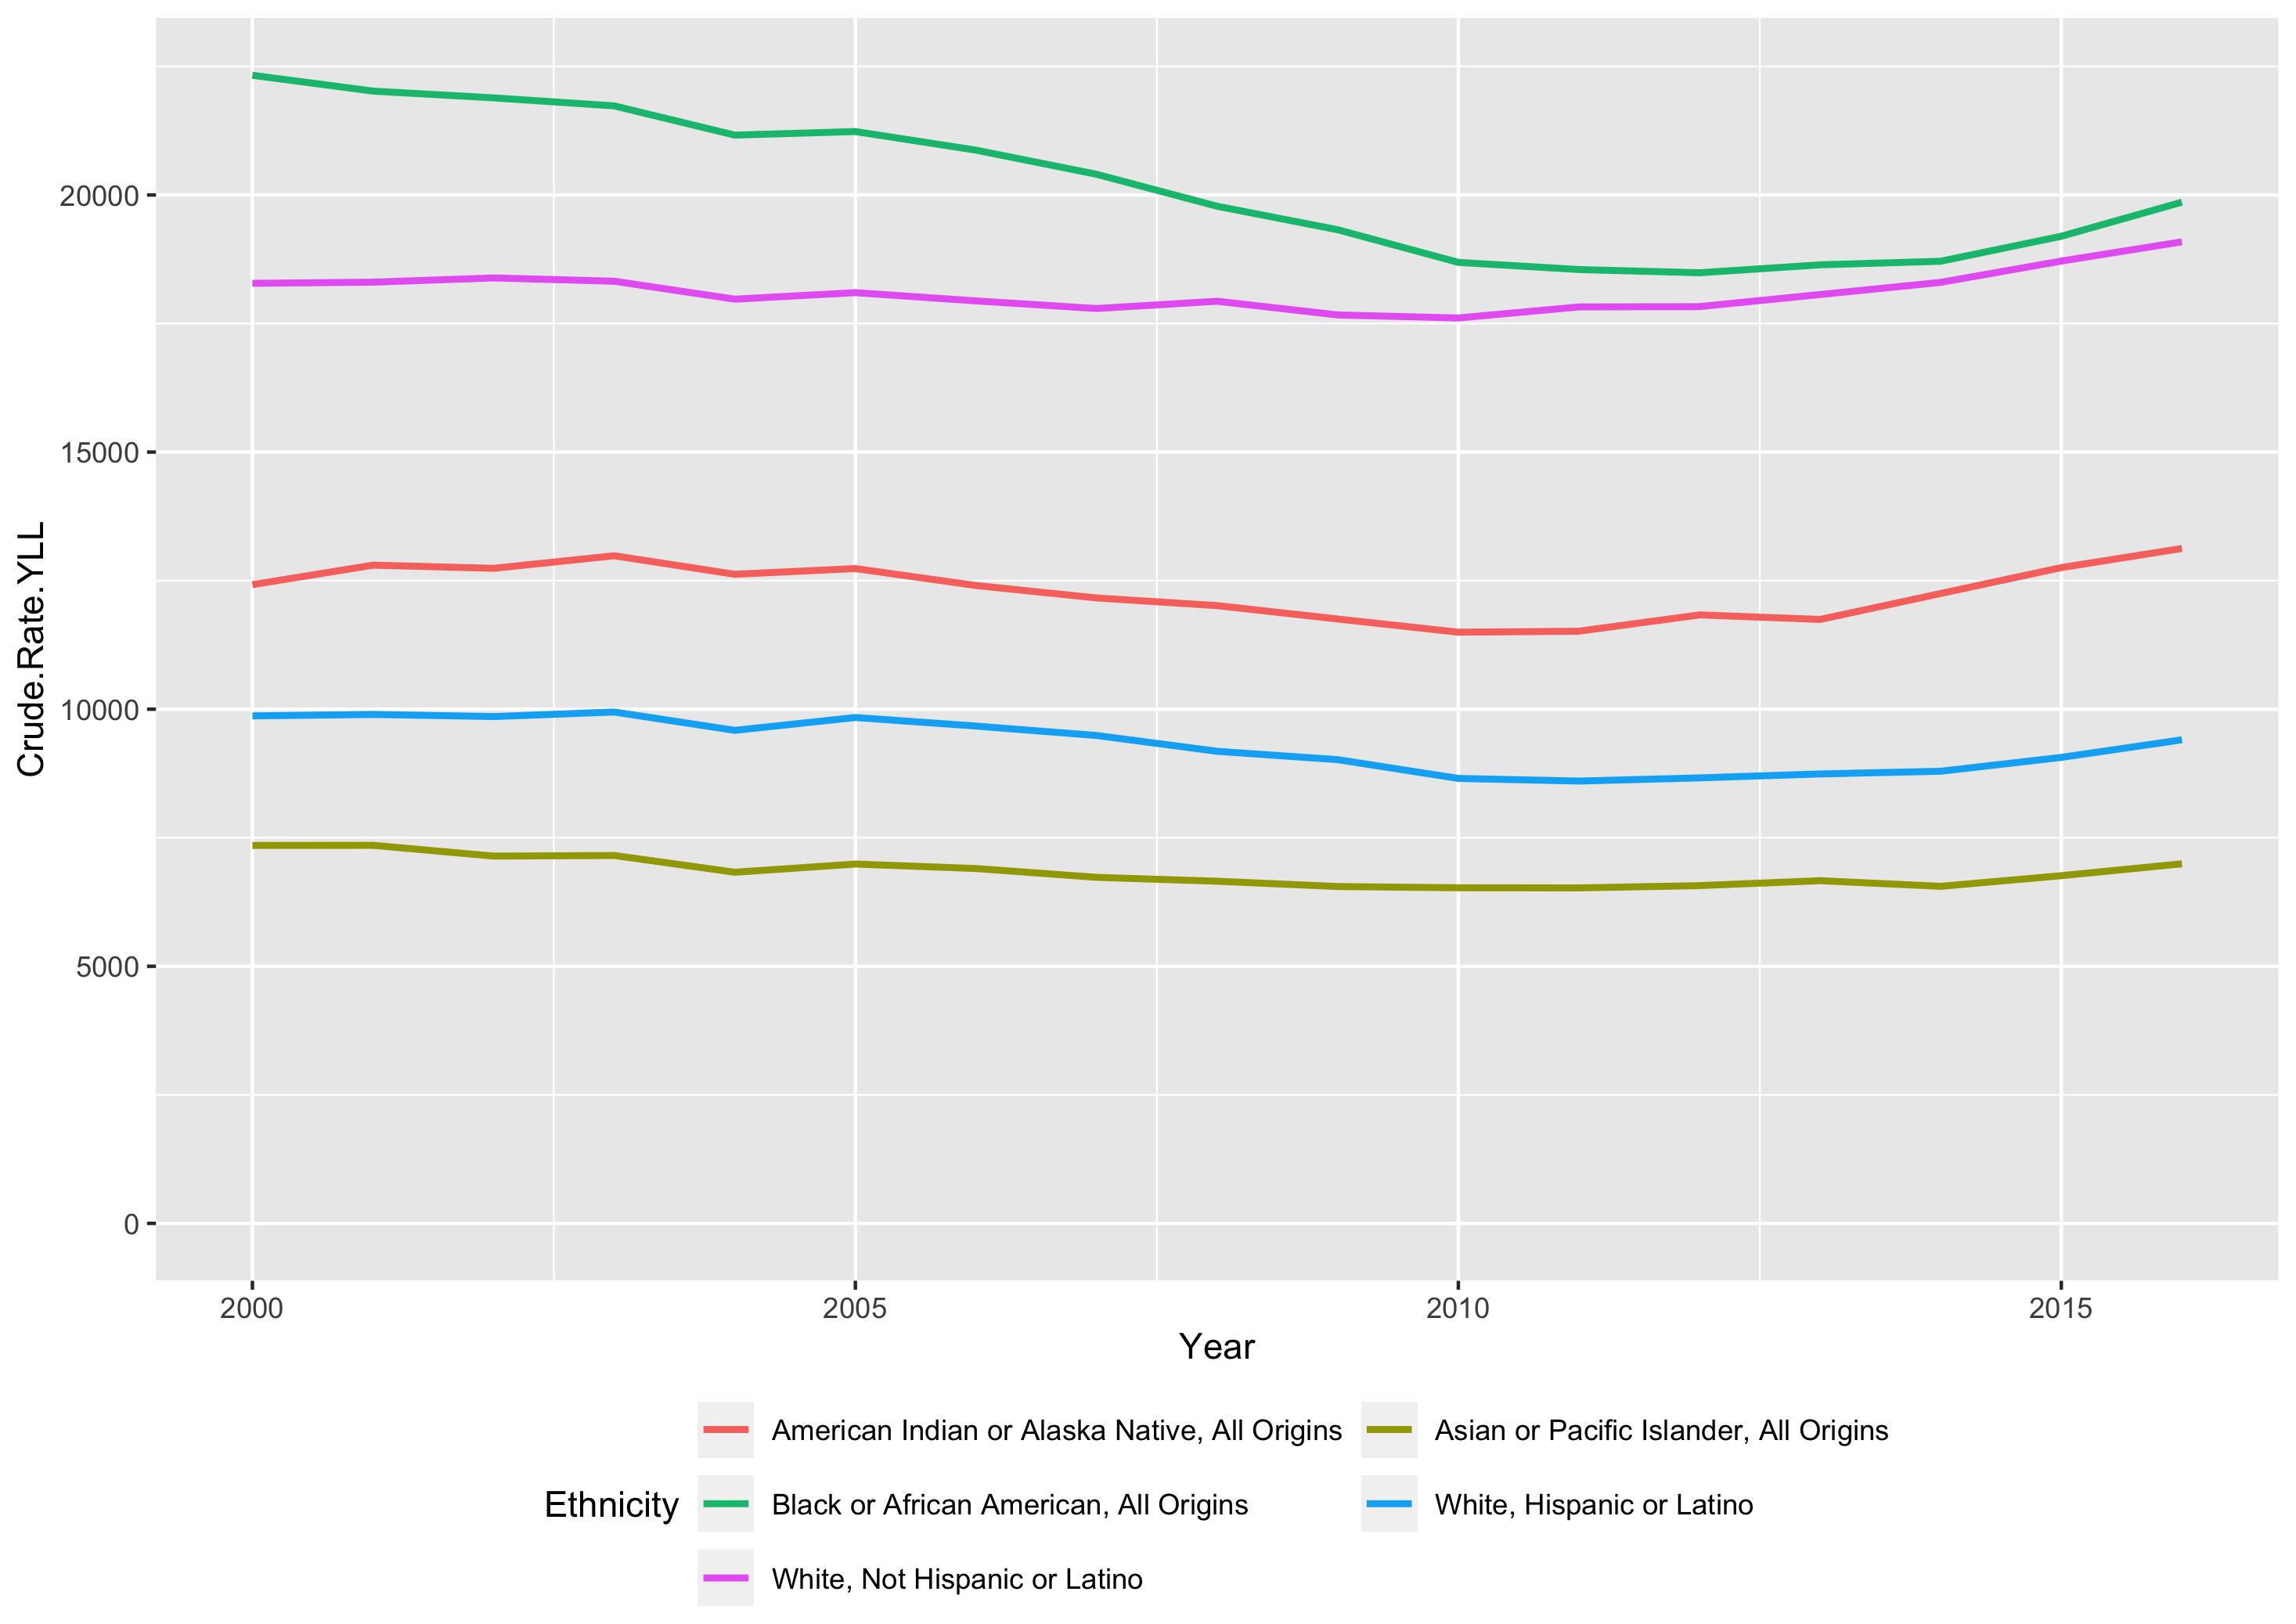 20000
15000
10000
5000
0
Crude.Rate.YLL
2000 2005 2010 2015
Year
Ethnicity
American Indian or Alaska Native, All Origins
Asian or Pacific Islander, All Origins
Black or African American, All Origins
White, Hispanic or Latino
White, Not Hispanic or Latino